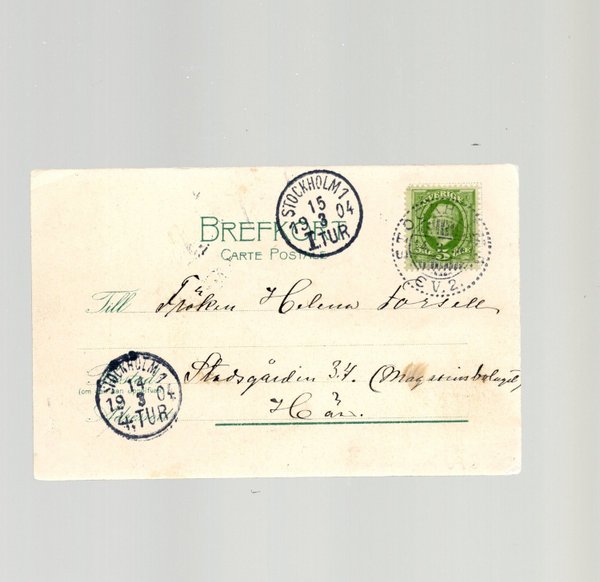 STOCKHOLM 1
15
19 3 04
1. TUR
SVERIGE
5
BREFKORT
CARTE POSTALE
C.E.V.2.
Till Fröken Helena Forsell
Stadsgården 34. (Magasinsbolaget)
Här.
STOCKHOLM 1
14
19 3 04
4. TUR